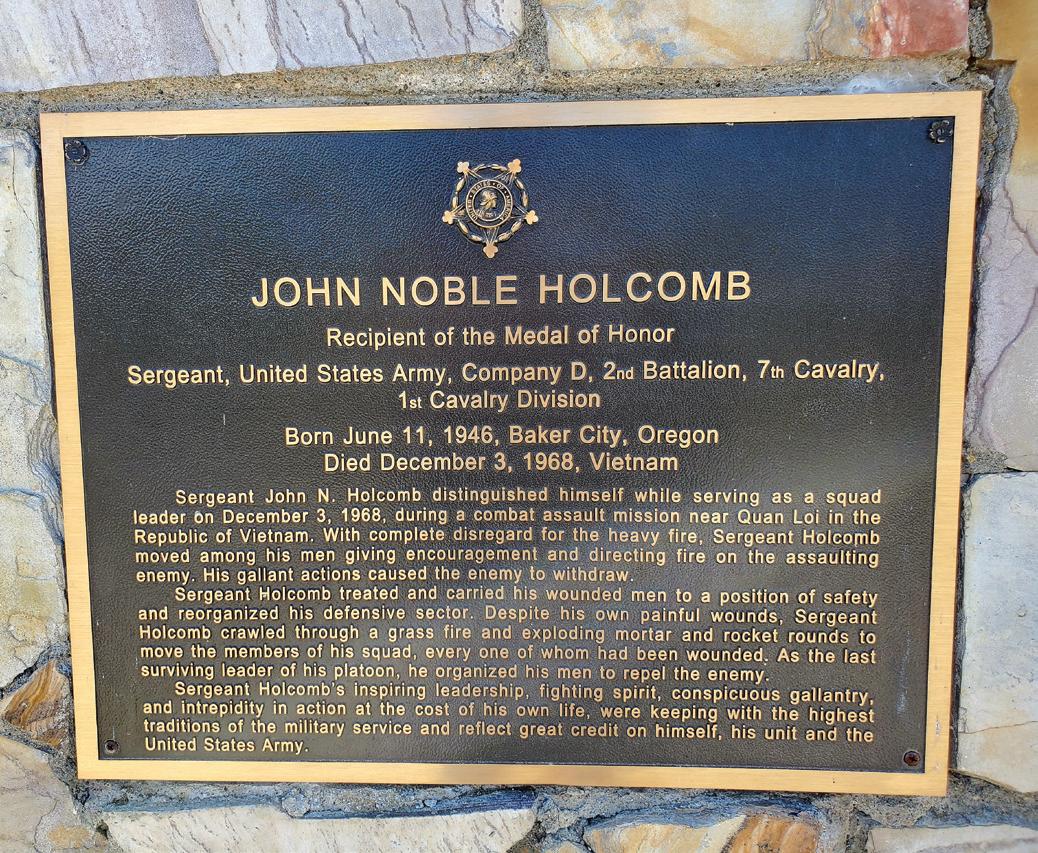 UNITED STATES OF AMERICA
JOHN NOBLE HOLCOMB
Recipient of the Medal of Honor
Sergeant, United States Army, Company D, 2nd Battalion, 7th Cavalry,
1st Cavalry Division
Born June 11, 1946, Baker City, Oregon
Died December 3, 1968, Vietnam
Sergeant John N. Holcomb distinguished himself while serving as a squad
leader on December 3, 1968, during a combat assault mission near Quan Loi in the
Republic of Vietnam. With complete disregard for the heavy fire, Sergeant Holcomb
moved among his men giving encouragement and directing fire on the assaulting
enemy. His gallant actions caused the enemy to withdraw.
Sergeant Holcomb treated and carried his wounded men to a position of safety
and reorganized his defensive sector. Despite his own painful wounds, Sergeant
Holcomb crawled through a grass fire and exploding mortar and rocket rounds to
move the members of his squad, every one of whom had been wounded. As the last
surviving leader of his platoon, he organized his men to repel the enemy.
Sergeant Holcomb's inspiring leadership, fighting spirit, conspicuous gallantry,
and intrepidity in action at the cost of his own life, were keeping with the highest
traditions of the military service and reflect great credit on himself, his unit and the
United States Army.